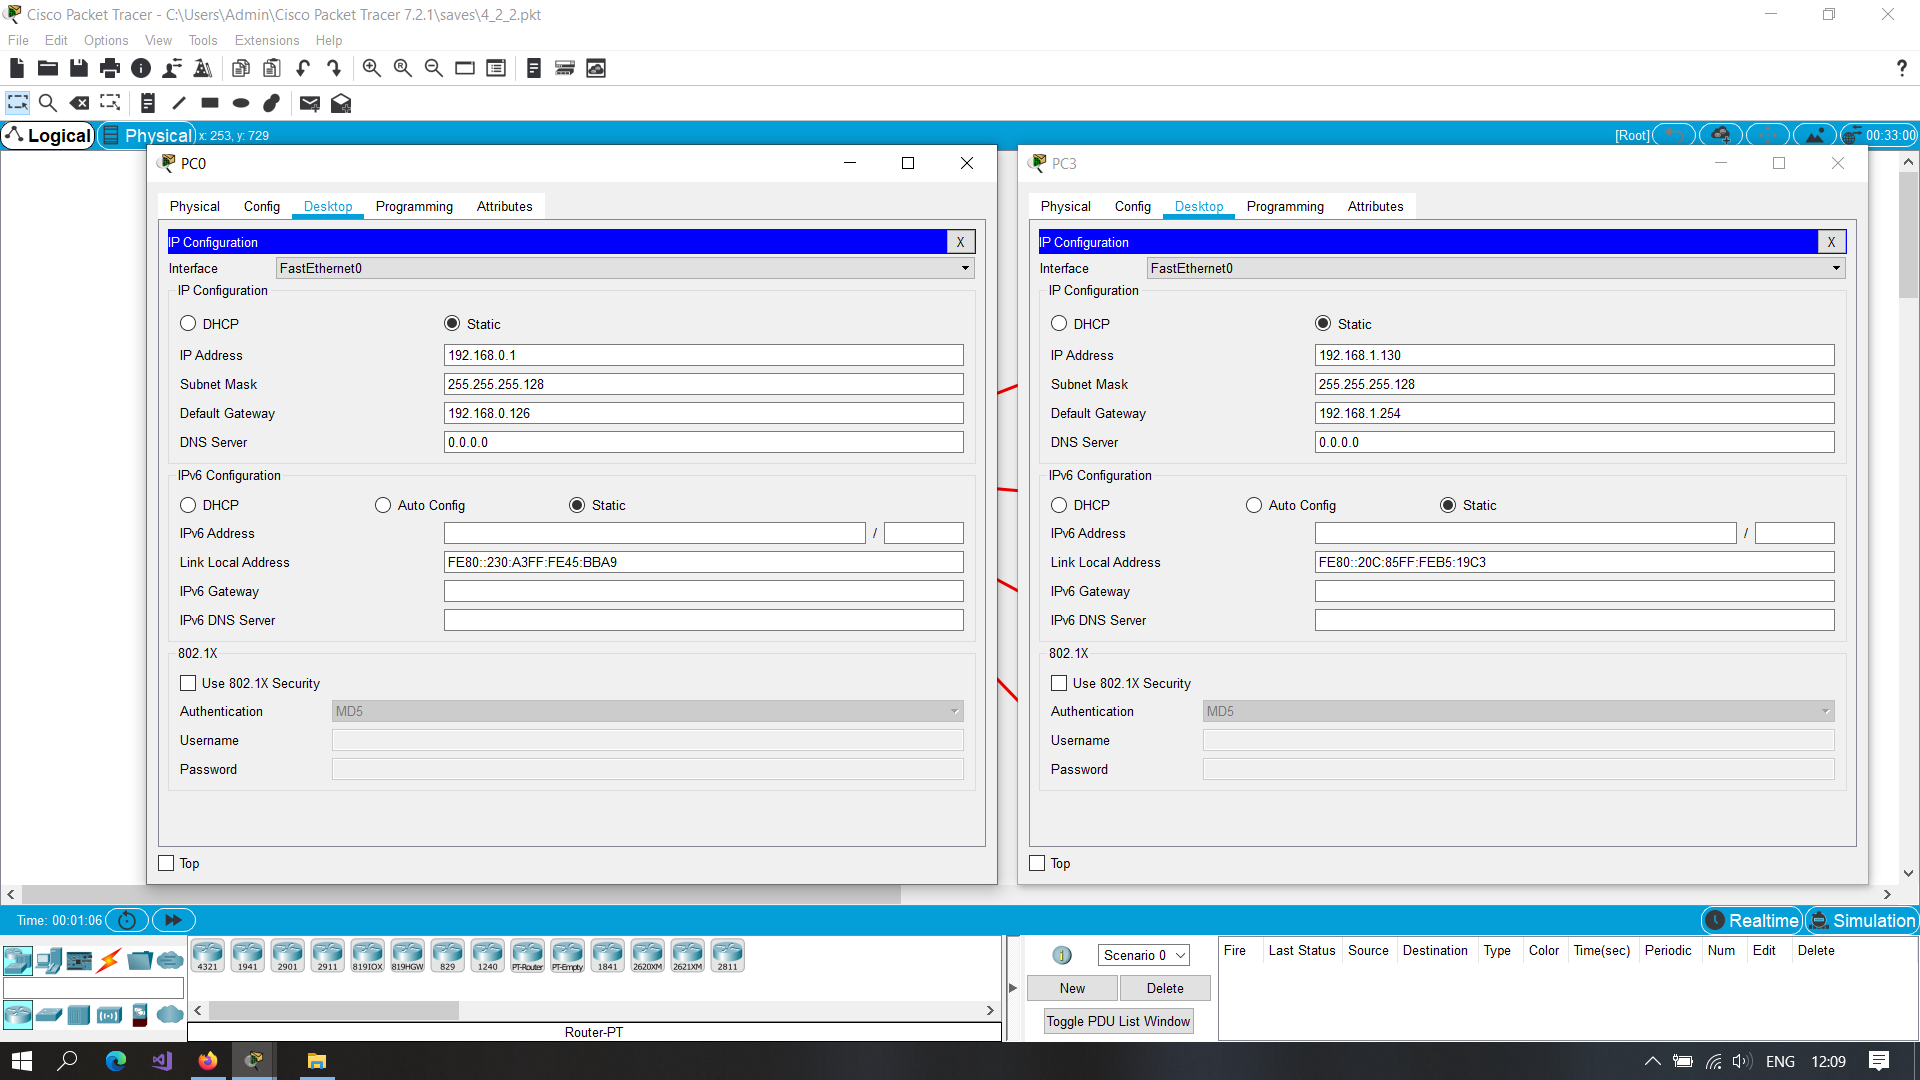 Cisco Packet Tracer - C:\Users\Admin\Cisco Packet Tracer 7.2.1\saves\4_2_2.pkt
File Edit Options View Tools Extensions Help
?
Logical Physical x: 253, y: 729 [Root] 00:33:00
PC0
Physical Config Desktop Programming Attributes
IP Configuration X
Interface FastEthernet0
IP Configuration
DHCP Static
IP Address 192.168.0.1
Subnet Mask 255.255.255.128
Default Gateway 192.168.0.126
DNS Server 0.0.0.0
IPv6 Configuration
DHCP Auto Config Static
IPv6 Address /
Link Local Address FE80::230:A3FF:FE45:BBA9
IPv6 Gateway
IPv6 DNS Server
802.1X
Use 802.1X Security
Authentication MD5
Username
Password
Top
PC3
Physical Config Desktop Programming Attributes
IP Configuration X
Interface FastEthernet0
IP Configuration
DHCP Static
IP Address 192.168.1.130
Subnet Mask 255.255.255.128
Default Gateway 192.168.1.254
DNS Server 0.0.0.0
IPv6 Configuration
DHCP Auto Config Static
IPv6 Address /
Link Local Address FE80::20C:85FF:FEB5:19C3
IPv6 Gateway
IPv6 DNS Server
802.1X
Use 802.1X Security
Authentication MD5
Username
Password
Top
Time: 00:01:06 Realtime Simulation
4321 1941 2901 2911 819IOX 819HGW 829 1240 PT-Router PT-Empty 1841 2620XM 2621XM 2811
Router-PT
Scenario 0
New Delete
Toggle PDU List Window
Fire Last Status Source Destination Type Color Time(sec) Periodic Num Edit Delete
ENG 12:09